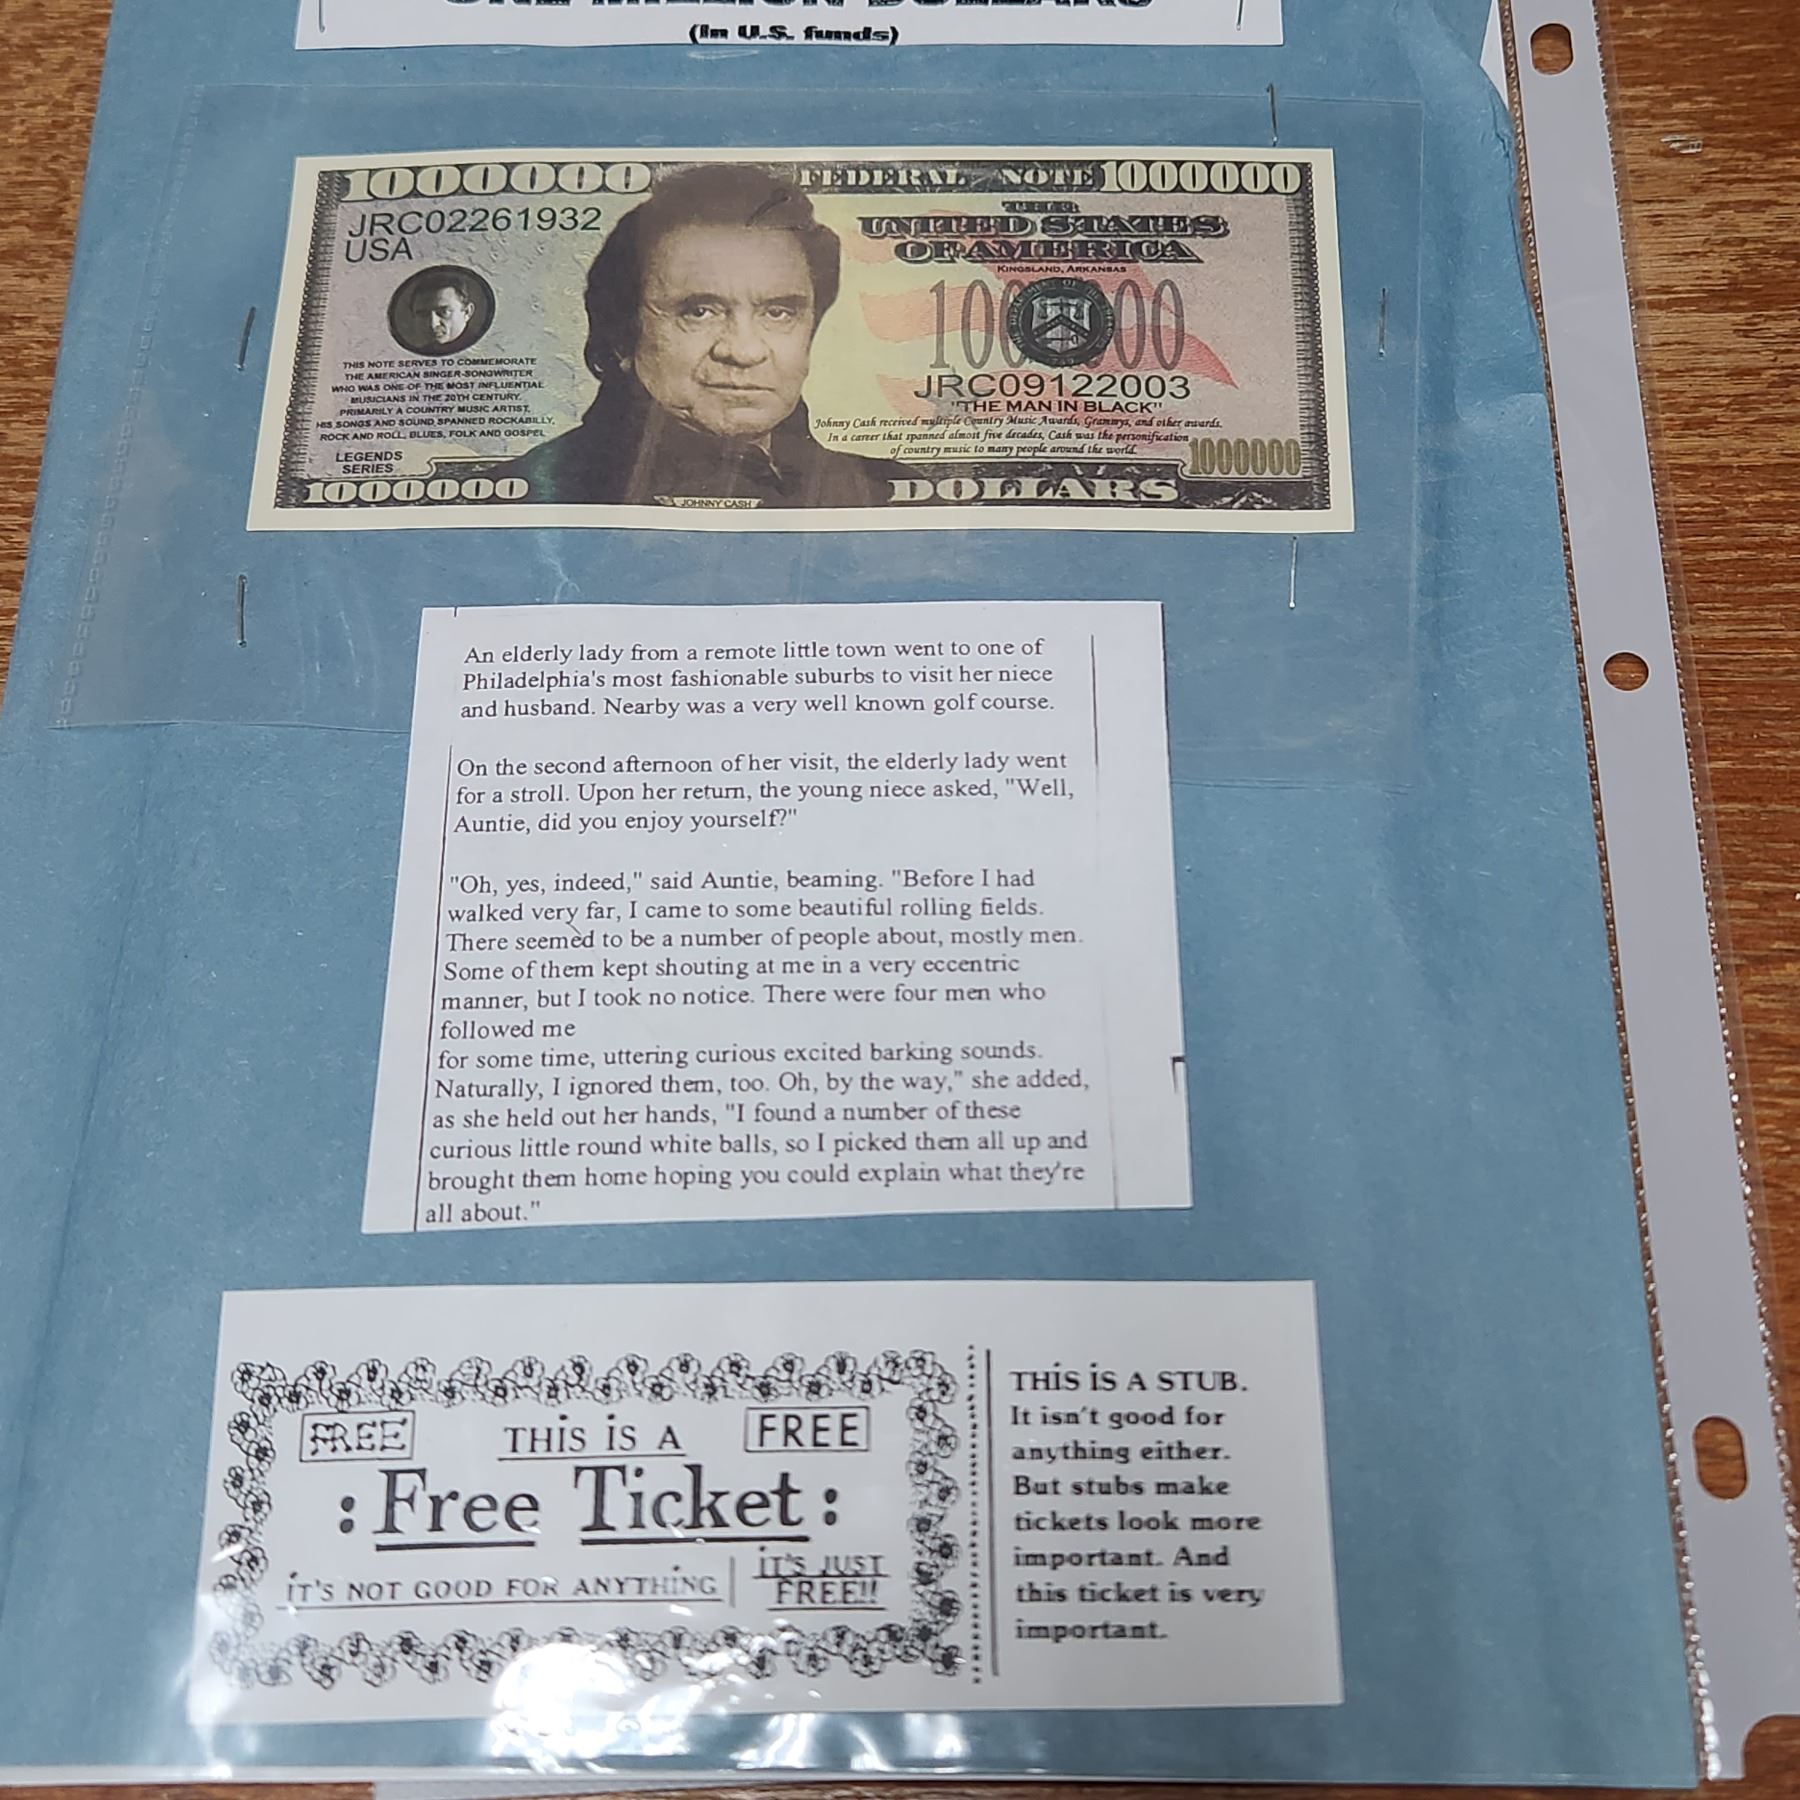 ONE MILLION DOLLARS
(In U.S. funds)
1000000
FEDERAL NOTE 1000000
JRC02261932
USA
THE
UNITED STATES
OF AMERICA
KINGSLAND, ARKANSAS
JRC09122003
"THE MAN IN BLACK"
Johnny Cash received multiple Country Music Awards, Grammys, and other awards.
In a career that spanned almost five decades, Cash was the personification
of country music to many people around the world.
THIS NOTE SERVES TO COMMEMORATE
THE AMERICAN SINGER-SONGWRITER
WHO WAS ONE OF THE MOST INFLUENTIAL
MUSICIANS IN THE 20TH CENTURY.
PRIMARILY A COUNTRY MUSIC ARTIST,
HIS SONGS AND SOUND SPANNED ROCKABILLY,
ROCK AND ROLL, BLUES, FOLK AND GOSPEL
LEGENDS
SERIES
1000000
1000000
JOHNNY CASH
DOLLARS
An elderly lady from a remote little town went to one of
Philadelphia's most fashionable suburbs to visit her niece
and husband. Nearby was a very well known golf course.
On the second afternoon of her visit, the elderly lady went
for a stroll. Upon her return, the young niece asked, "Well,
Auntie, did you enjoy yourself?"
"Oh, yes, indeed," said Auntie, beaming. "Before I had
walked very far, I came to some beautiful rolling fields.
There seemed to be a number of people about, mostly men.
Some of them kept shouting at me in a very eccentric
manner, but I took no notice. There were four men who
followed me
for some time, uttering curious excited barking sounds.
Naturally, I ignored them, too. Oh, by the way," she added,
as she held out her hands, "I found a number of these
curious little round white balls, so I picked them all up and
brought them home hoping you could explain what they're
all about."
FREE
THIS IS A
FREE
: Free Ticket :
IT'S NOT GOOD FOR ANYTHING
IT'S JUST
FREE!!
THIS IS A STUB.
It isn't good for
anything either.
But stubs make
tickets look more
important. And
this ticket is very
important.